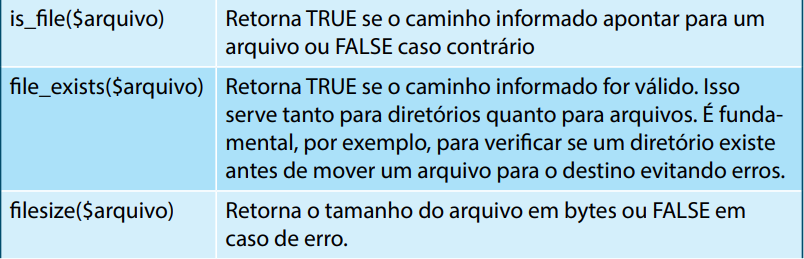 is_file($arquivo)
Retorna TRUE se o caminho informado apontar para um
arquivo ou FALSE caso contrário
file_exists($arquivo)
Retorna TRUE se o caminho informado for válido. Isso
serve tanto para diretórios quanto para arquivos. É funda-
mental, por exemplo, para verificar se um diretório existe
antes de mover um arquivo para o destino evitando erros.
filesize($arquivo)
Retorna o tamanho do arquivo em bytes ou FALSE em
caso de erro.